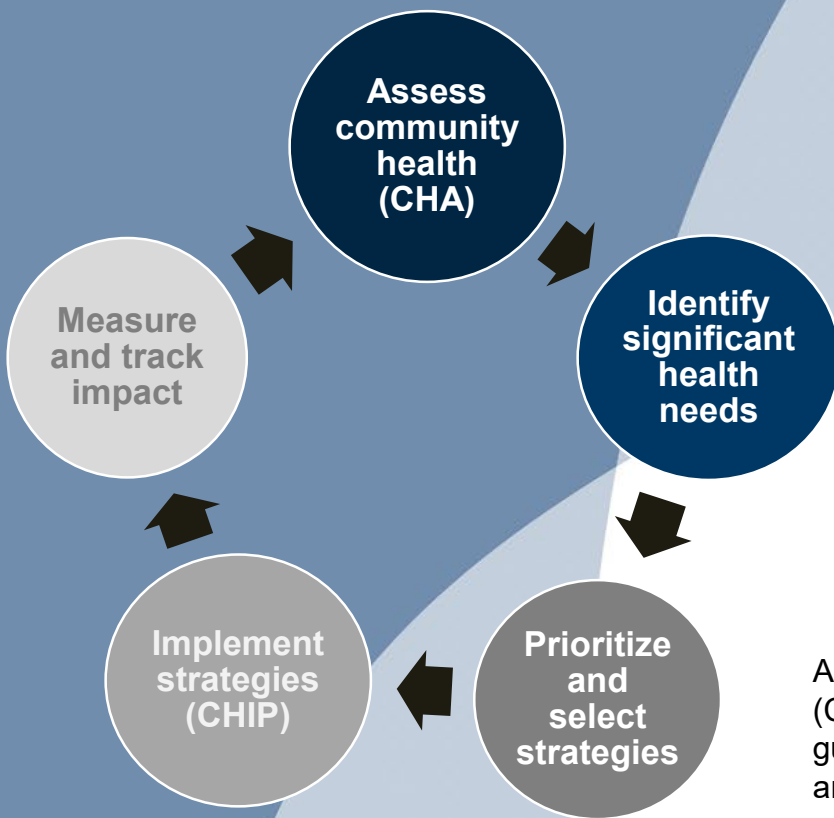 Assess
community
health
(CHA)
Identify
significant
health
needs
Prioritize
and
select
strategies
Implement
strategies
(CHIP)
Measure
and track
impact
A
(C
gu